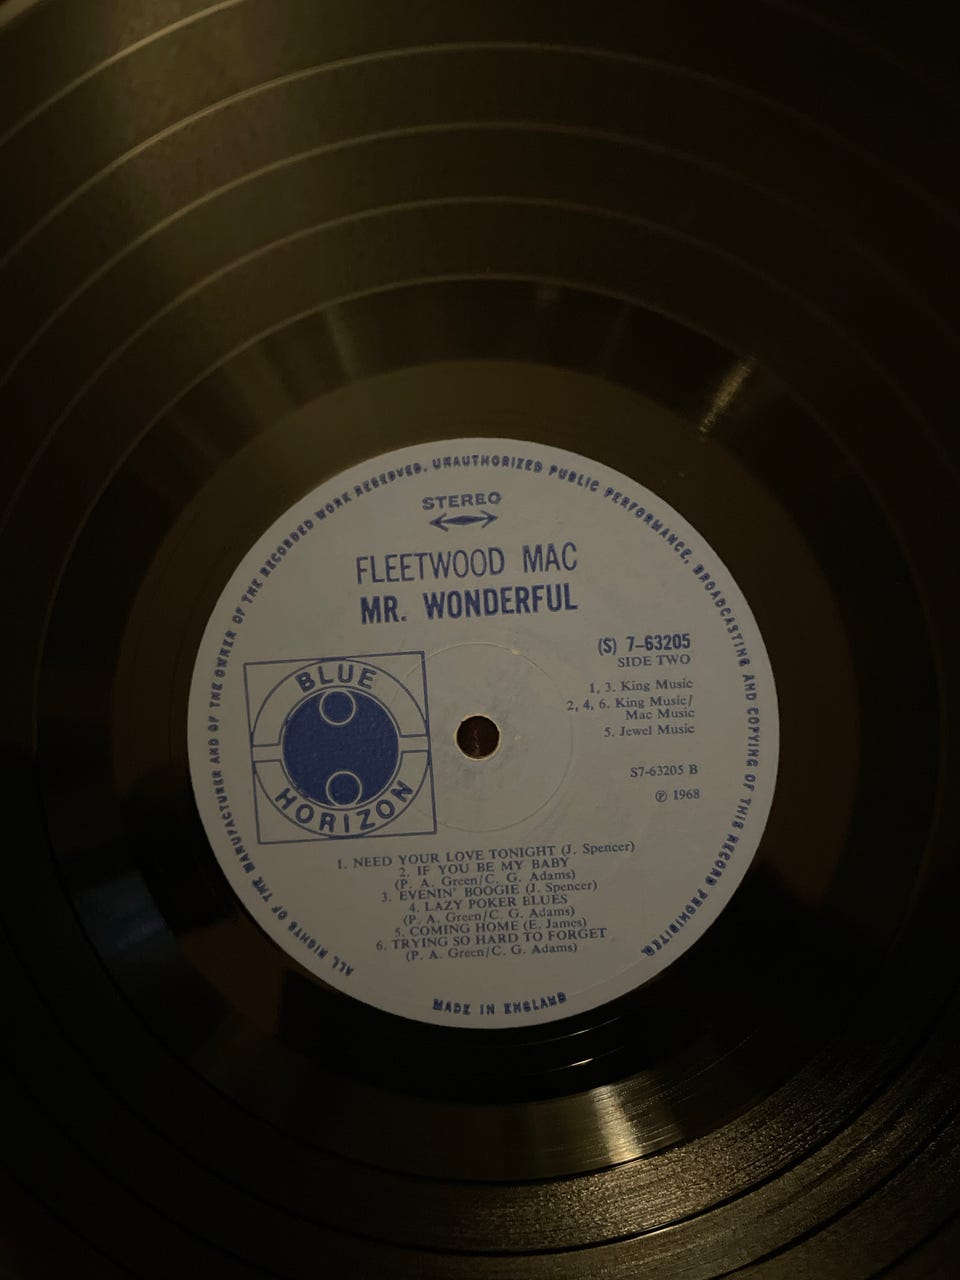 ALL RIGHTS OF THE MANUFACTURER AND OF THE OWNER OF THE RECORDED WORK RESERVED. UNAUTHORIZED PUBLIC PERFORMANCE, BROADCASTING AND COPYING OF THIS RECORD PROHIBITED.
STEREO
FLEETWOOD MAC
MR. WONDERFUL
(S) 7–63205
SIDE TWO
1, 3. King Music
2, 4, 6. King Music/
Mac Music
5. Jewel Music
S7-63205 B
℗ 1968
BLUE
HORIZON
1. NEED YOUR LOVE TONIGHT (J. Spencer)
2. IF YOU BE MY BABY
(P. A. Green/C. G. Adams)
3. EVENIN' BOOGIE (J. Spencer)
4. LAZY POKER BLUES
(P. A. Green/C. G. Adams)
5. COMING HOME (E. James)
6. TRYING SO HARD TO FORGET
(P. A. Green/C. G. Adams)
MADE IN ENGLAND